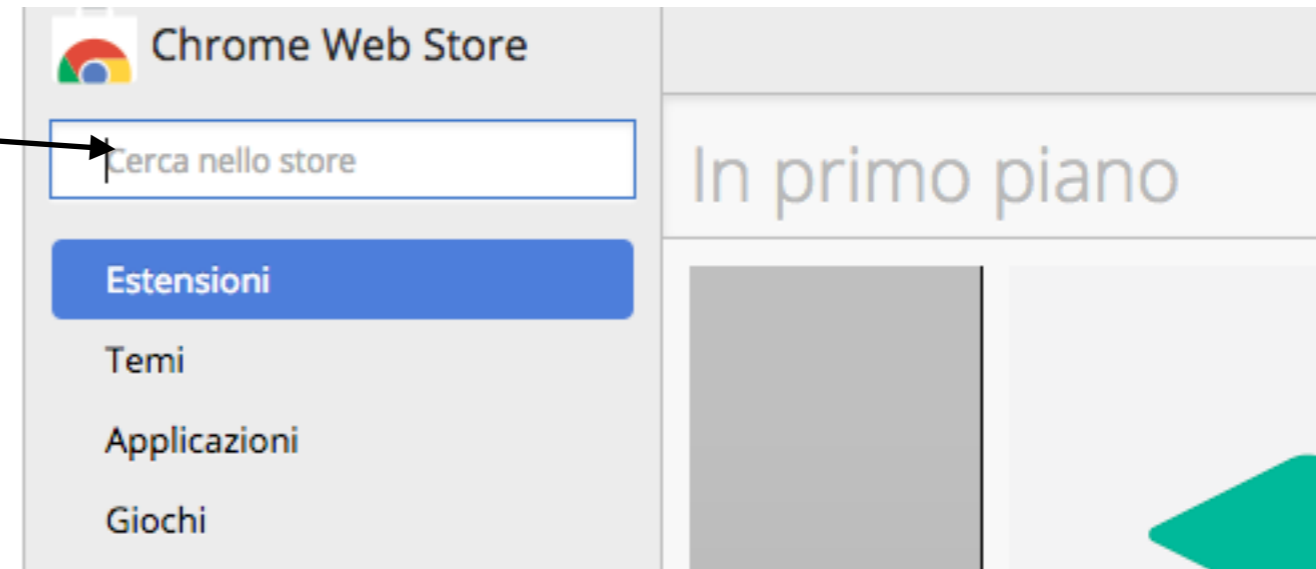 Chrome Web Store
Cerca nello store
In primo piano
Estensioni
Temi
Applicazioni
Giochi